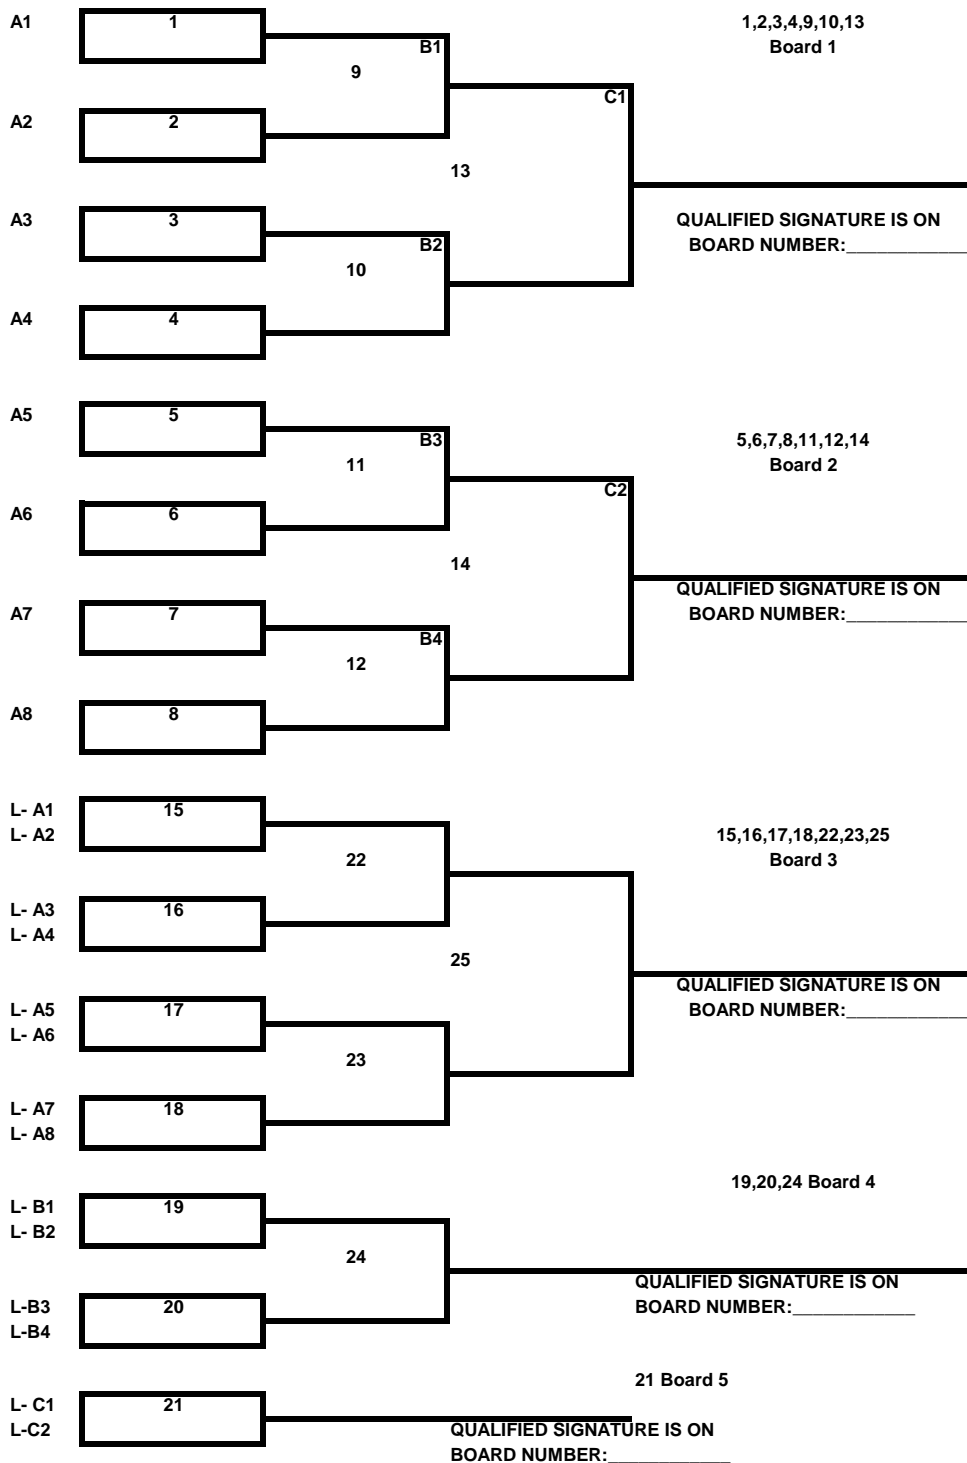 A1 1 1,2,3,4,9,10,13
B1 Board 1
9
C1
A2 2
13
A3 3 QUALIFIED SIGNATURE IS ON
B2 BOARD NUMBER:____________
10
A4 4
A5 5 5,6,7,8,11,12,14
B3
11 Board 2
C2
A6 6
14
QUALIFIED SIGNATURE IS ON
A7 7 BOARD NUMBER:____________
B4
12
A8 8
L- A1 15
L- A2 15,16,17,18,22,23,25
22 Board 3
L- A3 16
L- A4
25
QUALIFIED SIGNATURE IS ON
L- A5 17 BOARD NUMBER:____________
L- A6
23
L- A7 18
L- A8
19,20,24 Board 4
L- B1 19
L- B2
24
QUALIFIED SIGNATURE IS ON
L-B3 20 BOARD NUMBER:____________
L-B4
21 Board 5
L- C1 21
L-C2 QUALIFIED SIGNATURE IS ON
BOARD NUMBER:____________